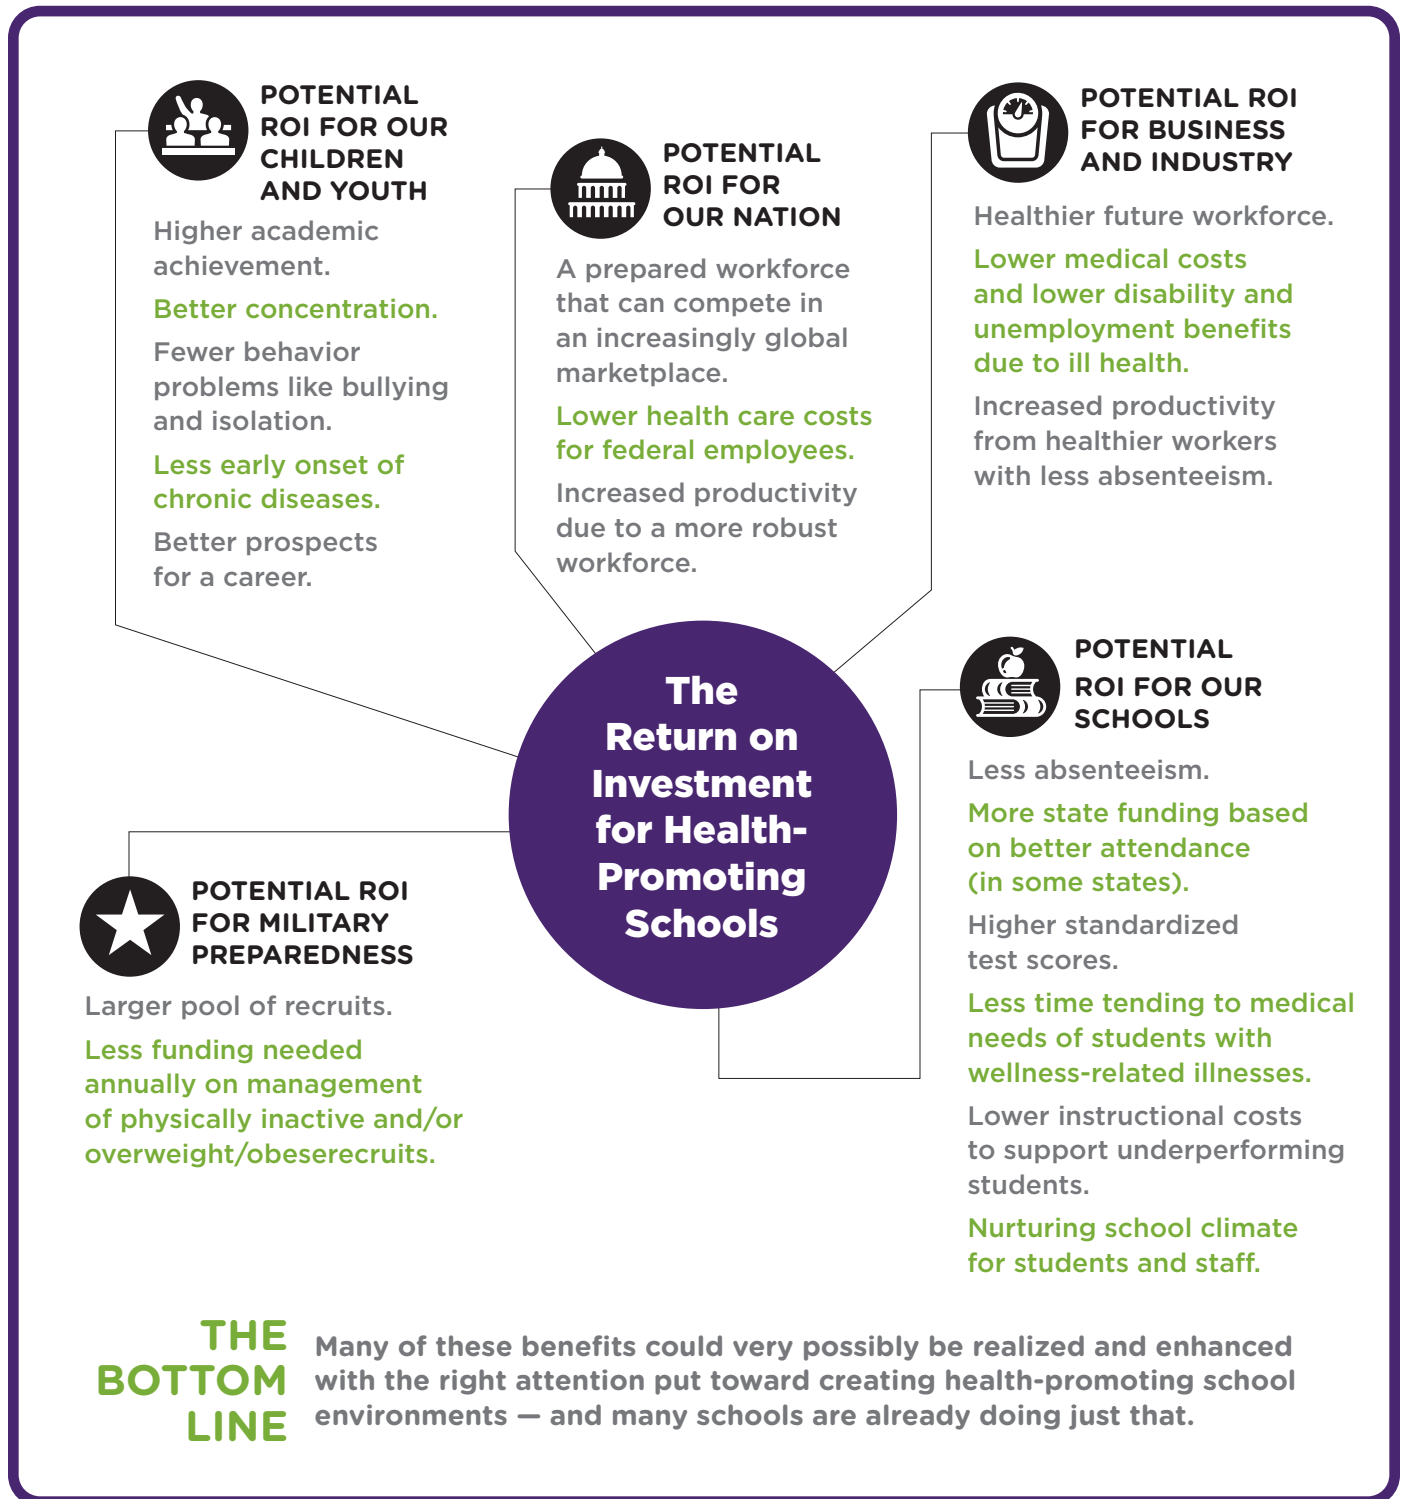 POTENTIAL
ROI FOR OUR
CHILDREN
AND YOUTH
Higher academic
achievement.
Better concentration.
Fewer behavior
problems like bullying
and isolation.
Less early onset of
chronic diseases.
Better prospects
for a career.
POTENTIAL
ROI FOR
OUR NATION
A prepared workforce
that can compete in
an increasingly global
marketplace.
Lower health care costs
for federal employees.
Increased productivity
due to a more robust
workforce.
POTENTIAL ROI
FOR BUSINESS
AND INDUSTRY
Healthier future workforce.
Lower medical costs
and lower disability and
unemployment benefits
due to ill health.
Increased productivity
from healthier workers
with less absenteeism.
The
Return on
Investment
for Health-
Promoting
Schools
POTENTIAL ROI
FOR MILITARY
PREPAREDNESS
Larger pool of recruits.
Less funding needed
annually on management
of physically inactive and/or
overweight/obeserecruits.
POTENTIAL
ROI FOR OUR
SCHOOLS
Less absenteeism.
More state funding based
on better attendance
(in some states).
Higher standardized
test scores.
Less time tending to medical
needs of students with
wellness-related illnesses.
Lower instructional costs
to support underperforming
students.
Nurturing school climate
for students and staff.
THE
BOTTOM
LINE
Many of these benefits could very possibly be realized and enhanced
with the right attention put toward creating health-promoting school
environments — and many schools are already doing just that.